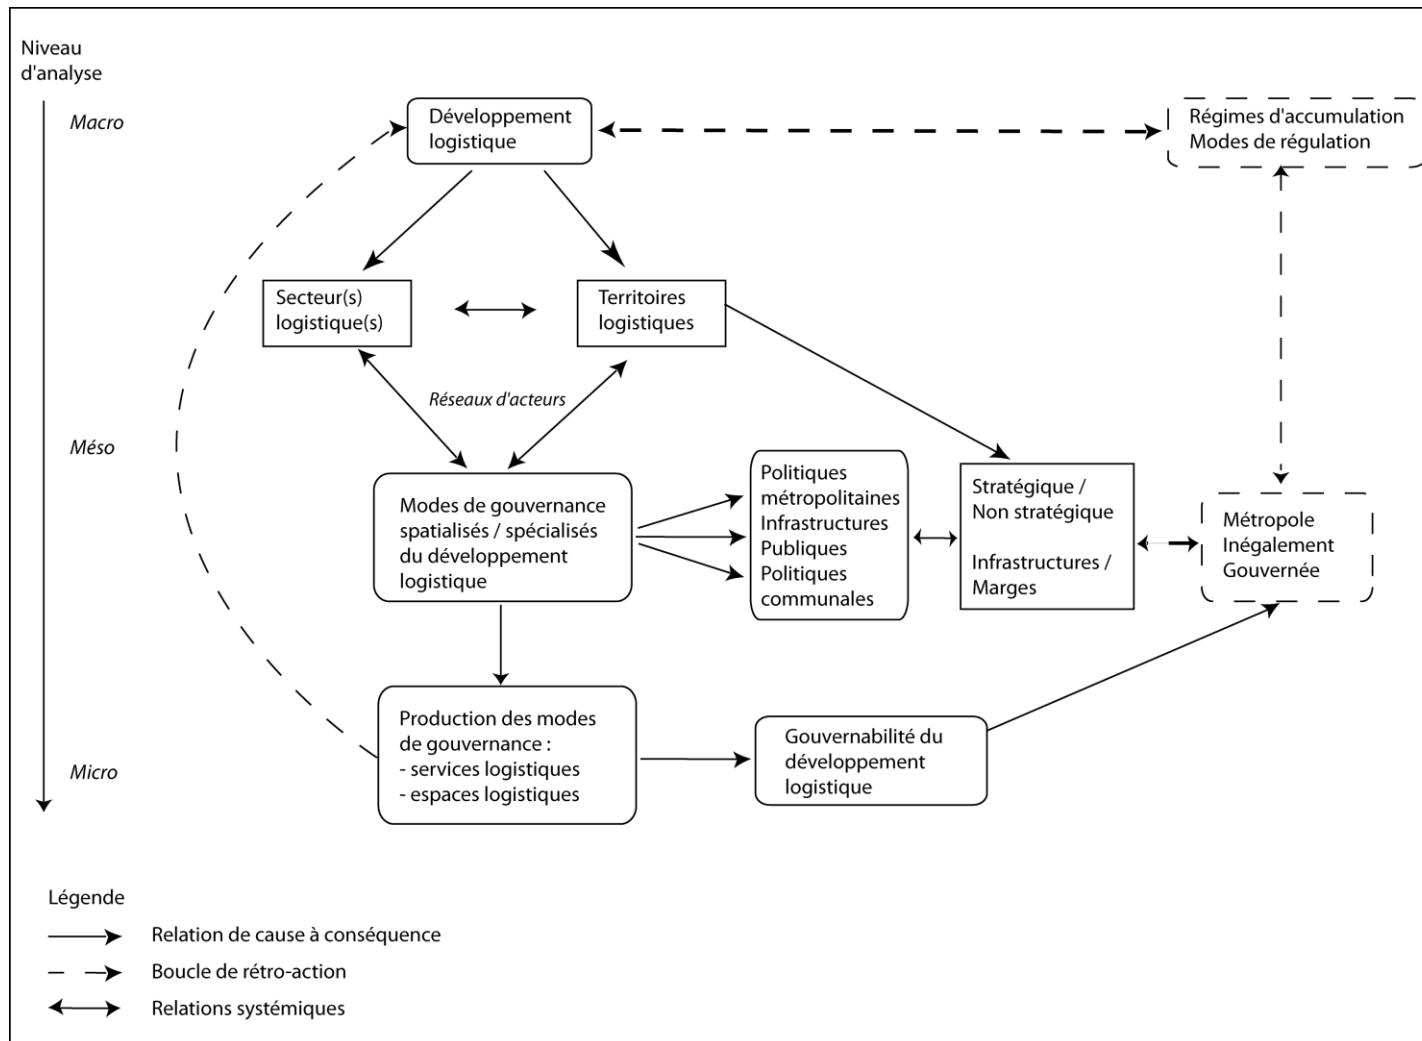 Niveau
d'analyse
Macro
Développement
logistique
Régimes d'accumulation
Modes de régulation
Secteur(s)
logistique(s)
Territoires
logistiques
Réseaux d'acteurs
Méso
Modes de gouvernance
spatialisés / spécialisés
du développement
logistique
Politiques
métropolitaines
Infrastructures
Publiques
Politiques
communales
Stratégique /
Non stratégique
Infrastructures /
Marges
Métropole
Inégalement
Gouvernée
Micro
Production des modes
de gouvernance :
- services logistiques
- espaces logistiques
Gouvernabilité du
développement
logistique
Légende
Relation de cause à conséquence
Boucle de rétro-action
Relations systémiques